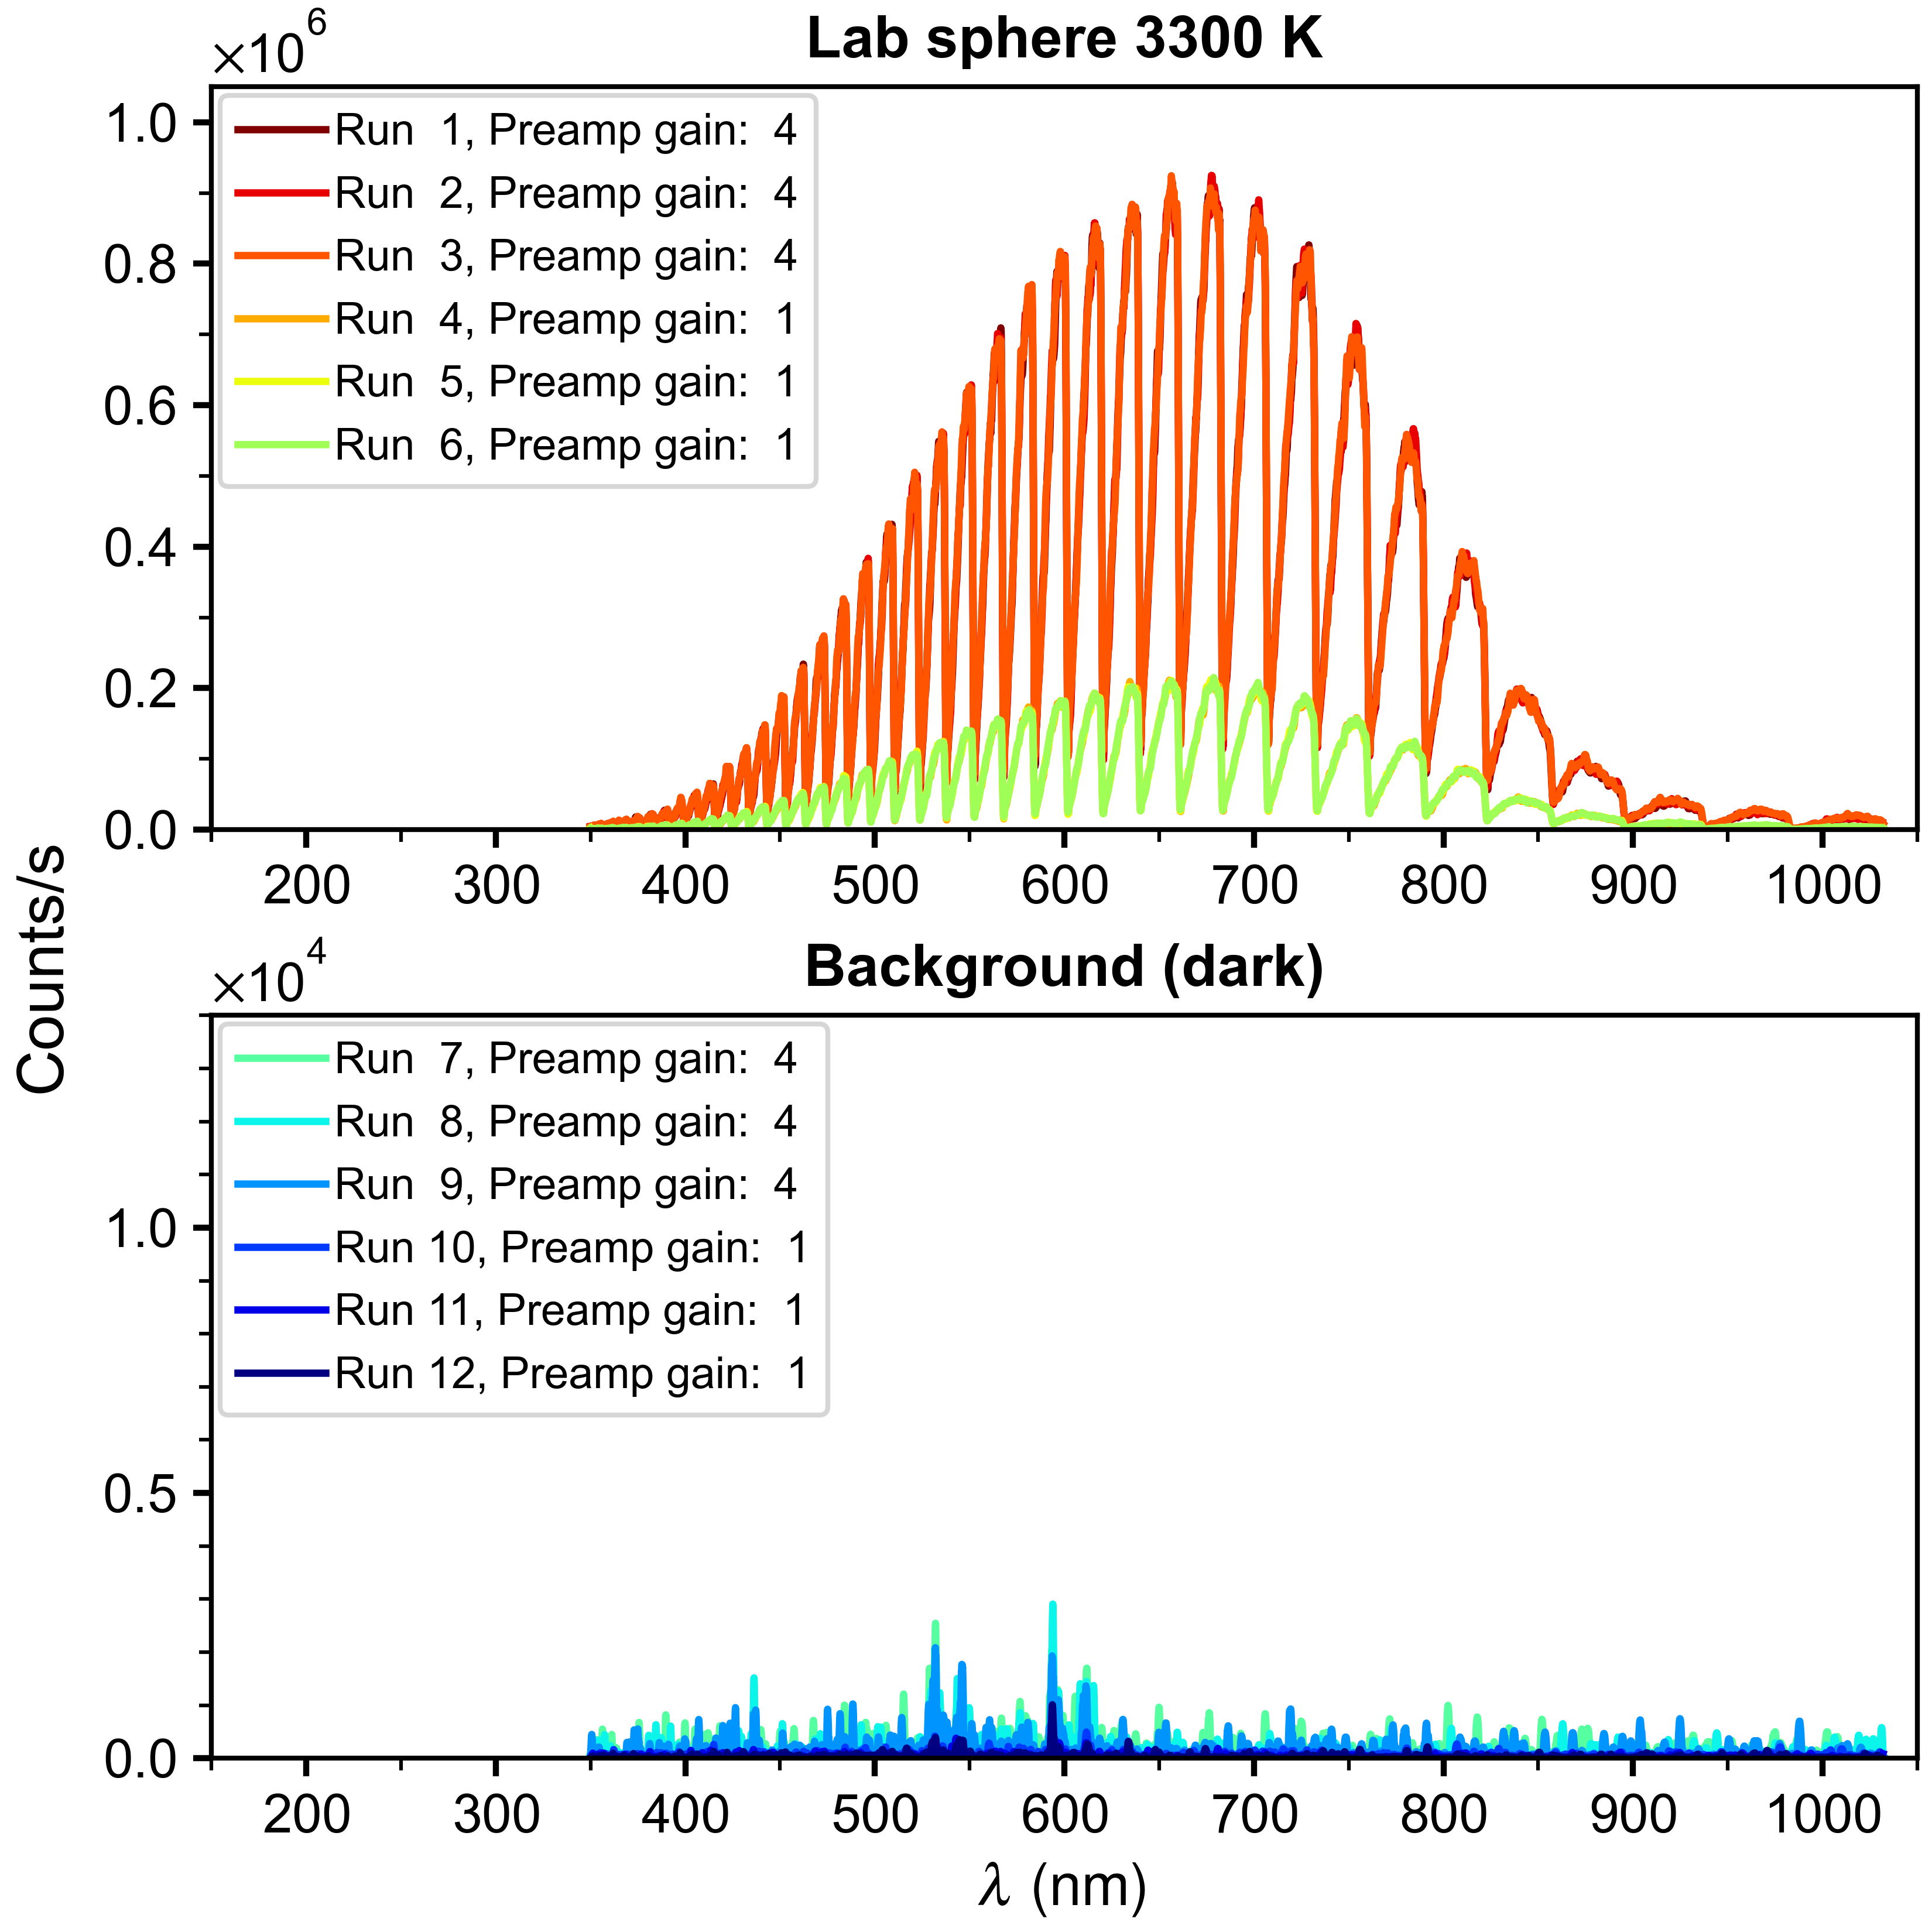 Lab sphere 3300 K
×10^6
1.0
0.8
0.6
0.4
0.2
0.0
Run 1, Preamp gain: 4
Run 2, Preamp gain: 4
Run 3, Preamp gain: 4
Run 4, Preamp gain: 1
Run 5, Preamp gain: 1
Run 6, Preamp gain: 1
200 300 400 500 600 700 800 900 1000
Counts/s
Background (dark)
×10^4
1.0
0.5
0.0
Run 7, Preamp gain: 4
Run 8, Preamp gain: 4
Run 9, Preamp gain: 4
Run 10, Preamp gain: 1
Run 11, Preamp gain: 1
Run 12, Preamp gain: 1
200 300 400 500 600 700 800 900 1000
λ (nm)